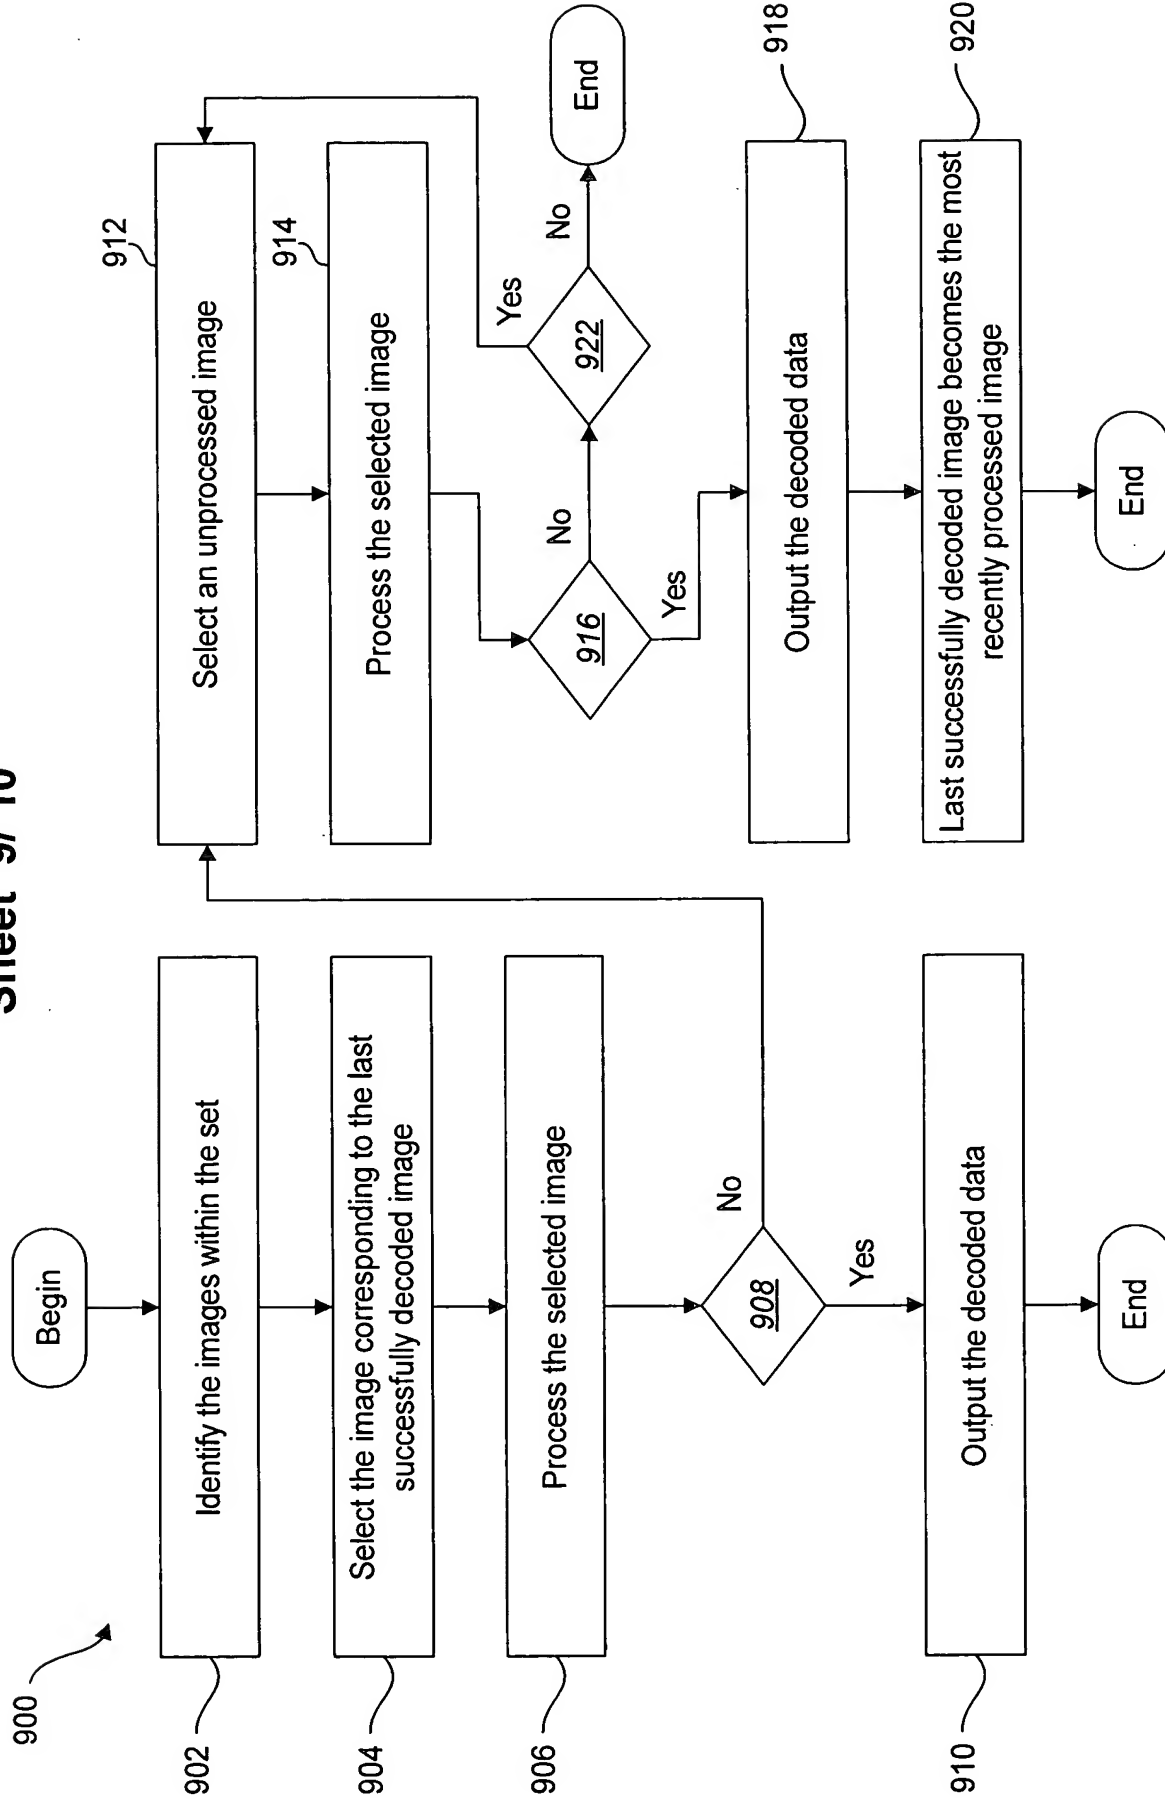 Sheet 9/ 10
900
Begin
902
Identify the images within the set
904
Select the image corresponding to the last
successfully decoded image
906
Process the selected image
908
No
Yes
910
Output the decoded data
End
912
Select an unprocessed image
914
Process the selected image
916
No
Yes
922
Yes
No
End
918
Output the decoded data
920
Last successfully decoded image becomes the most
recently processed image
End